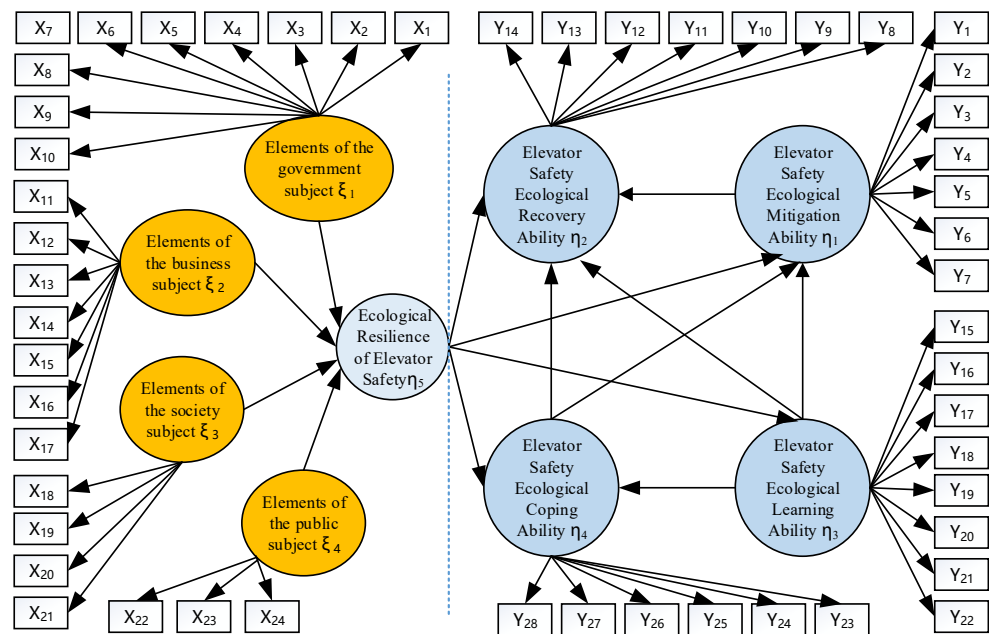 X7
X6
X5
X4
X3
X2
X1
Y14
Y13
Y12
Y11
Y10
Y9
Y8
Y1
X8
X9
X10
Y2
Y3
Y4
Y5
Y6
Y7
Elements of the
government
subject ξ1
Elevator
Safety
Ecological
Recovery
Ability η2
Elevator
Safety
Ecological
Mitigation
Ability η1
X11
X12
X13
X14
X15
X16
X17
Elements of
the business
subject ξ2
Ecological
Resilience
of Elevator
Safetyη5
Elements of
the society
subject ξ3
X18
X19
X20
X21
Elements of
the public
subject ξ4
X22
X23
X24
Elevator
Safety
Ecological
Coping
Ability η4
Elevator
Safety
Ecological
Learning
Ability η3
Y15
Y16
Y17
Y18
Y19
Y20
Y21
Y22
Y28
Y27
Y26
Y25
Y24
Y23